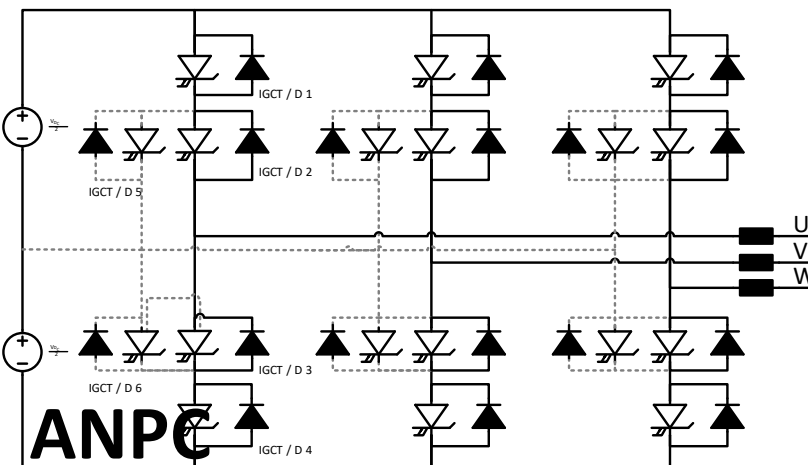 IGCT / D 1
IGCT / D 2
IGCT / D 5
U
V
W
IGCT / D 3
IGCT / D 6
ANPC
IGCT / D 4